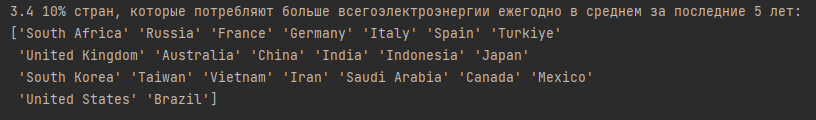 3.4 10% стран, которые потребляют больше всегоэлектроэнергии ежегодно в среднем за последние 5 лет:
['South Africa' 'Russia' 'France' 'Germany' 'Italy' 'Spain' 'Turkiye'
 'United Kingdom' 'Australia' 'China' 'India' 'Indonesia' 'Japan'
 'South Korea' 'Taiwan' 'Vietnam' 'Iran' 'Saudi Arabia' 'Canada' 'Mexico'
 'United States' 'Brazil']